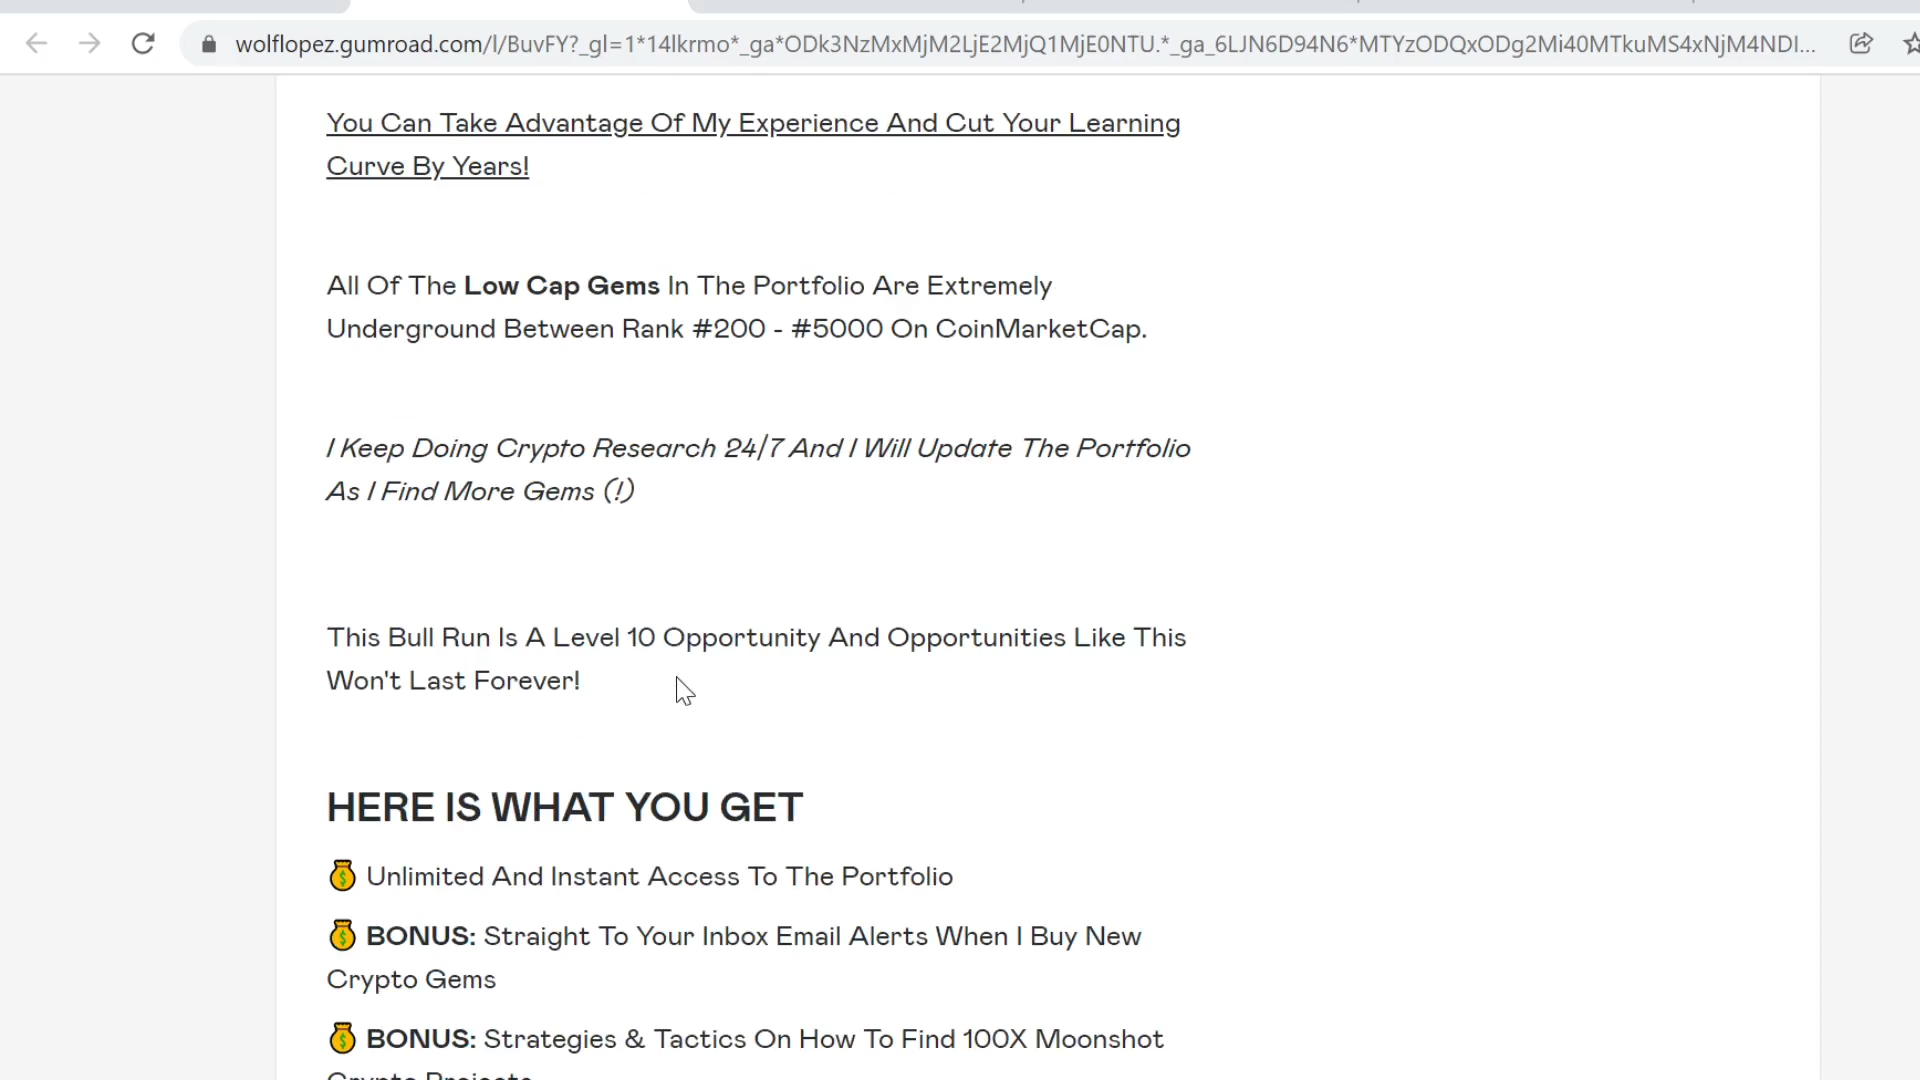 wolflopez.gumroad.com/l/BuvFY?_gl=1*14lkrmo*_ga*ODk3NzMxMjM2LjE2MjQ1MjE0NTU.*_ga_6LJN6D94N6*MTYzODQxODg2Mi40MTkuMS4xNjM4NDI...
You Can Take Advantage Of My Experience And Cut Your Learning
Curve By Years!
All Of The Low Cap Gems In The Portfolio Are Extremely
Underground Between Rank #200 - #5000 On CoinMarketCap.
I Keep Doing Crypto Research 24/7 And I Will Update The Portfolio
As I Find More Gems (!)
This Bull Run Is A Level 10 Opportunity And Opportunities Like This
Won't Last Forever!
HERE IS WHAT YOU GET
💰 Unlimited And Instant Access To The Portfolio
💰 BONUS: Straight To Your Inbox Email Alerts When I Buy New
Crypto Gems
💰 BONUS: Strategies & Tactics On How To Find 100X Moonshot
Crypto Projects